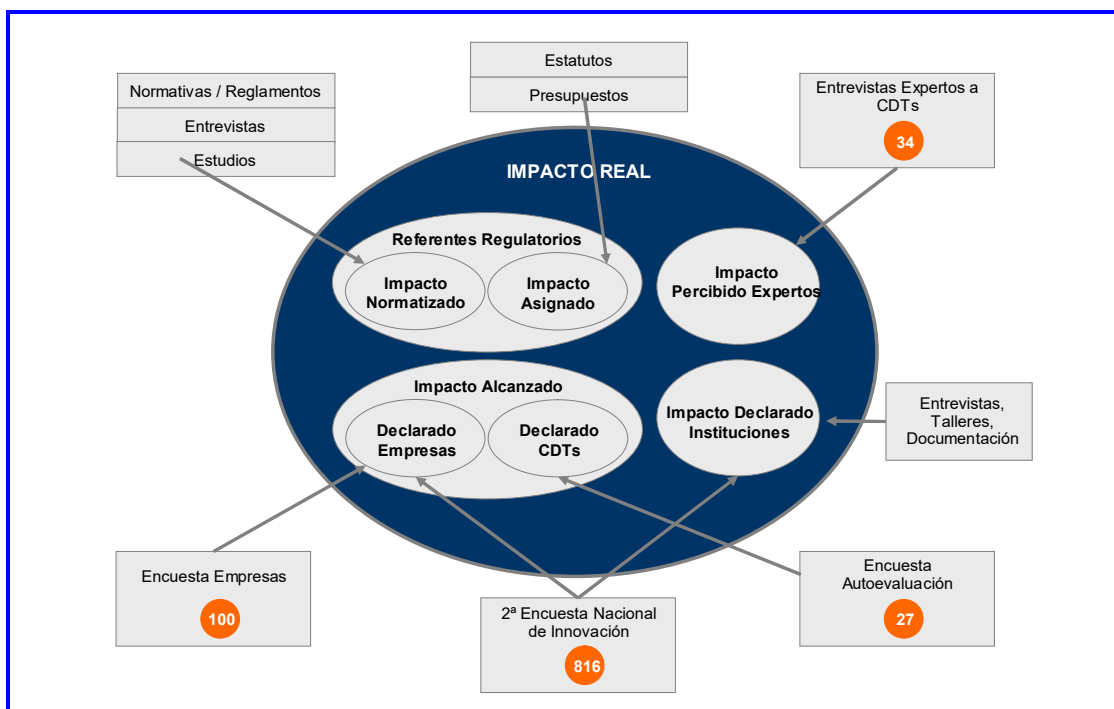 Estatutos
Presupuestos
Normativas / Reglamentos
Entrevistas
Estudios
Entrevistas Expertos a
CDTs
34
IMPACTO REAL
Referentes Regulatorios
Impacto
Normatizado
Impacto
Asignado
Impacto
Percibido Expertos
Impacto Alcanzado
Declarado
Empresas
Declarado
CDTs
Impacto Declarado
Instituciones
Entrevistas,
Talleres,
Documentación
Encuesta Empresas
100
2ª Encuesta Nacional
de Innovación
816
Encuesta
Autoevaluación
27